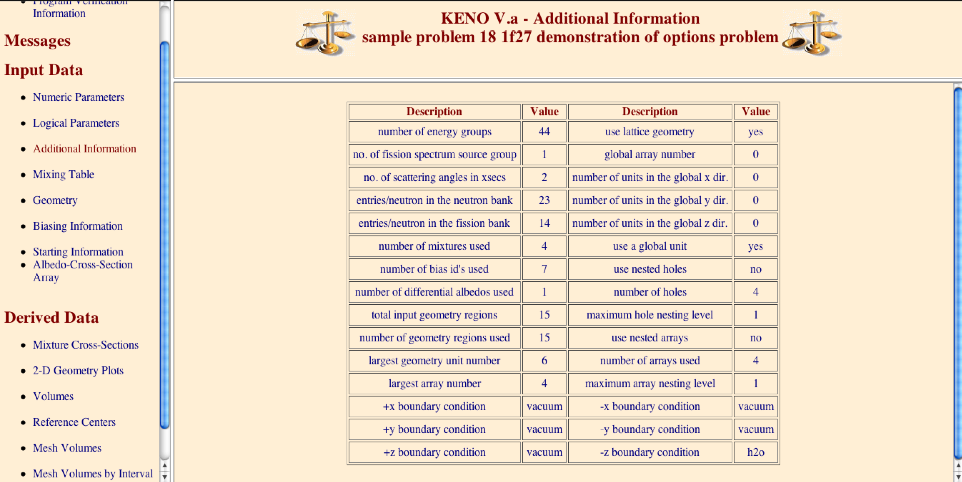 Program Verification
Information
Messages
Input Data
Numeric Parameters
Logical Parameters
Additional Information
Mixing Table
Geometry
Biasing Information
Starting Information
Albedo-Cross-Section
Array
Derived Data
Mixture Cross-Sections
2-D Geometry Plots
Volumes
Reference Centers
Mesh Volumes
Mesh Volumes by Interval
KENO V.a - Additional Information
sample problem 18 1f27 demonstration of options problem
Description Value Description Value
number of energy groups 44 use lattice geometry yes
no. of fission spectrum source group 1 global array number 0
no. of scattering angles in xsecs 2 number of units in the global x dir. 0
entries/neutron in the neutron bank 23 number of units in the global y dir. 0
entries/neutron in the fission bank 14 number of units in the global z dir. 0
number of mixtures used 4 use a global unit yes
number of bias id's used 7 use nested holes no
number of differential albedos used 1 number of holes 4
total input geometry regions 15 maximum hole nesting level 1
number of geometry regions used 15 use nested arrays no
largest geometry unit number 6 number of arrays used 4
largest array number 4 maximum array nesting level 1
+x boundary condition vacuum -x boundary condition vacuum
+y boundary condition vacuum -y boundary condition vacuum
+z boundary condition vacuum -z boundary condition h2o